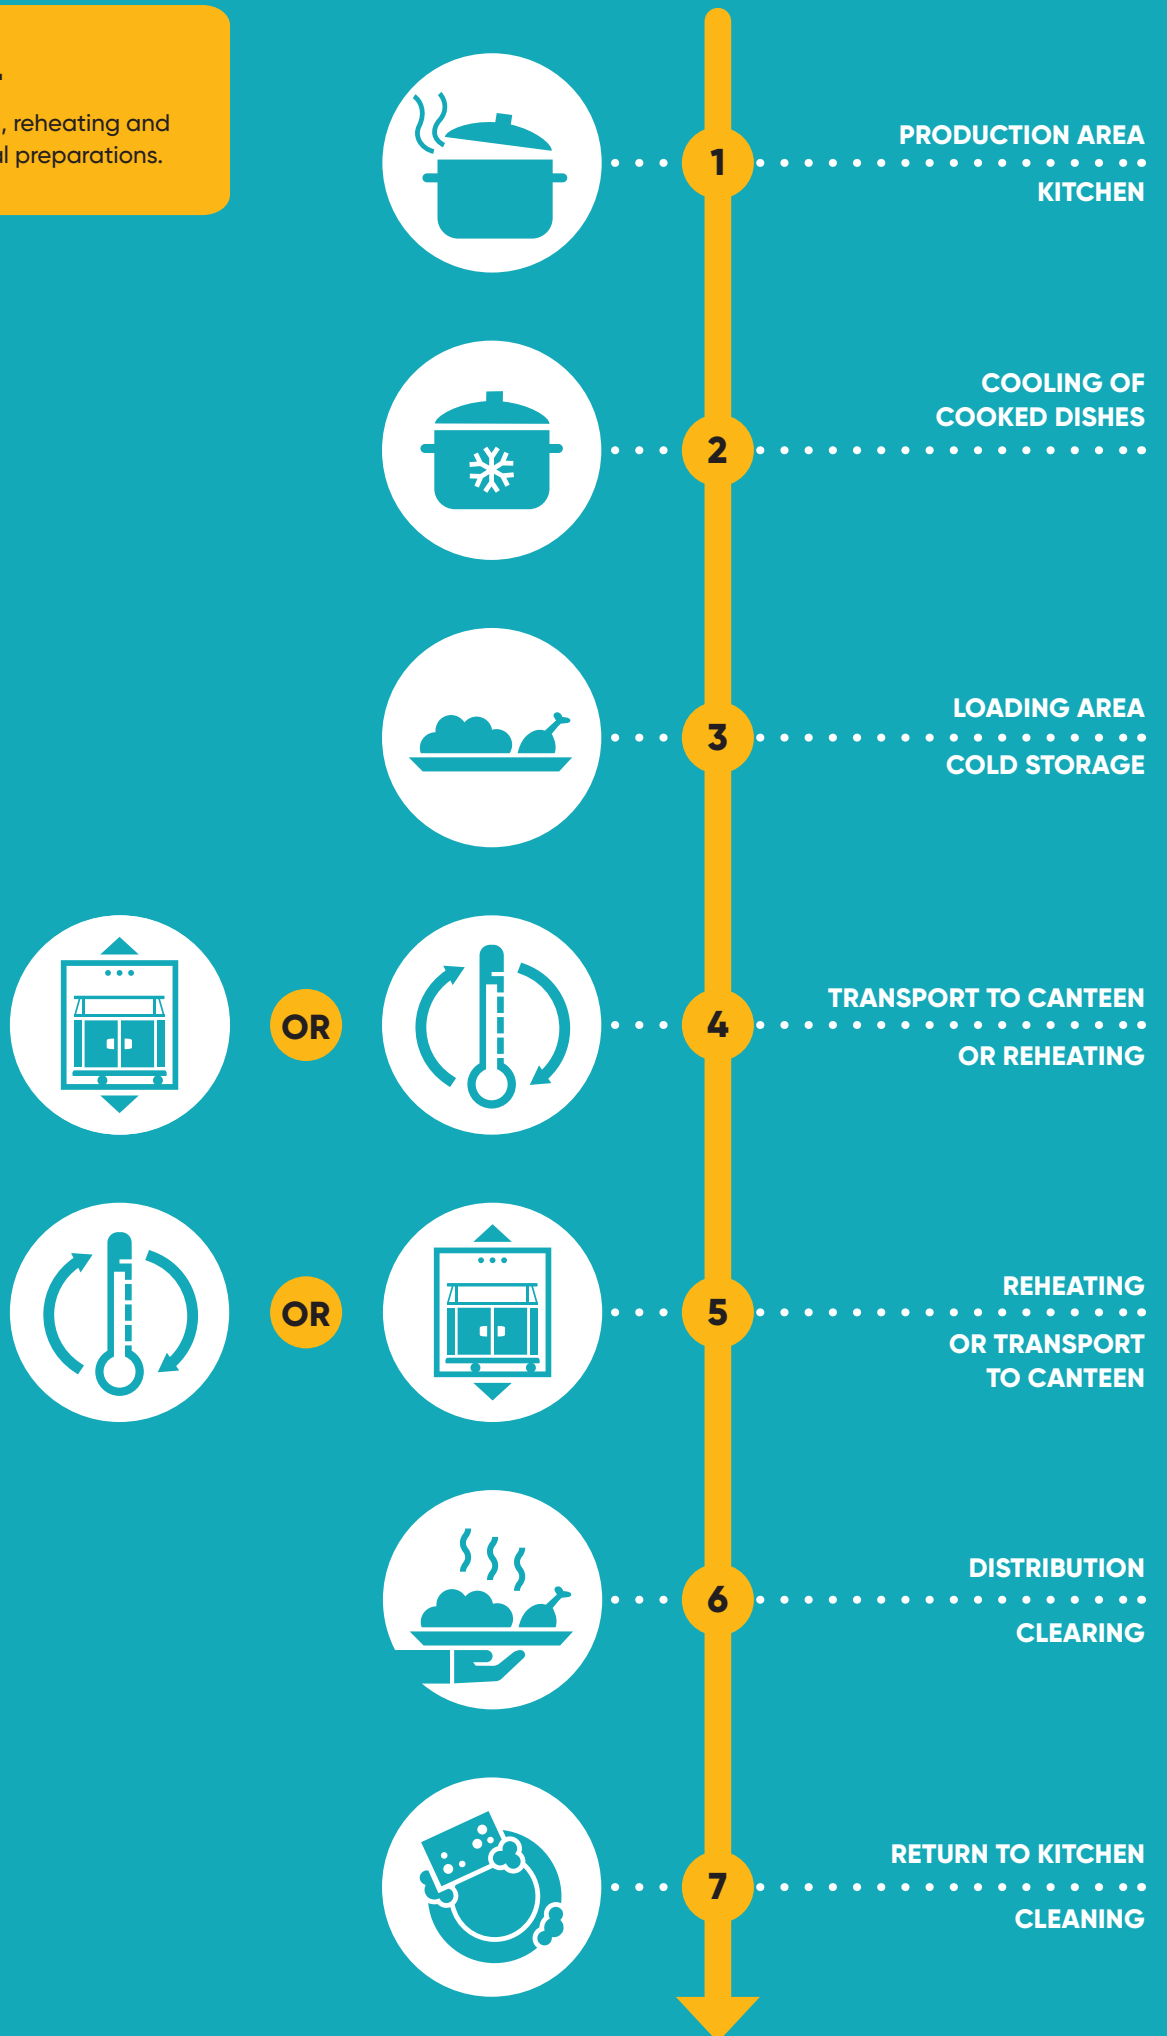 , reheating and
preparations.
1
PRODUCTION AREA
KITCHEN
2
COOLING OF
COOKED DISHES
3
LOADING AREA
COLD STORAGE
OR
4
TRANSPORT TO CANTEEN
OR REHEATING
OR
5
REHEATING
OR TRANSPORT
TO CANTEEN
6
DISTRIBUTION
CLEARING
7
RETURN TO KITCHEN
CLEANING